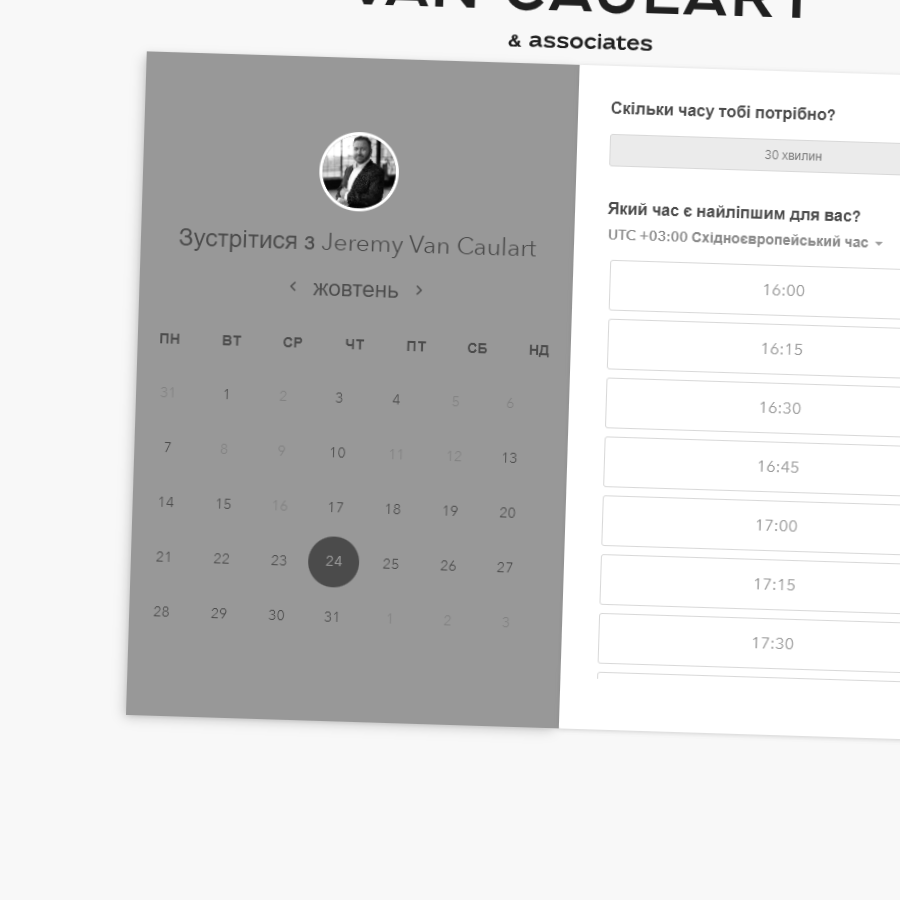 VAN CAULART
& associates
Зустрітися з Jeremy Van Caulart
‹ жовтень ›
ПН ВТ СР ЧТ ПТ СБ НД
31 1 2 3 4 5 6
7 8 9 10 11 12 13
14 15 16 17 18 19 20
21 22 23 24 25 26 27
28 29 30 31 1 2 3
Скільки часу тобі потрібно?
30 хвилин
Який час є найліпшим для вас?
UTC +03:00 Східноєвропейський час
16:00
16:15
16:30
16:45
17:00
17:15
17:30